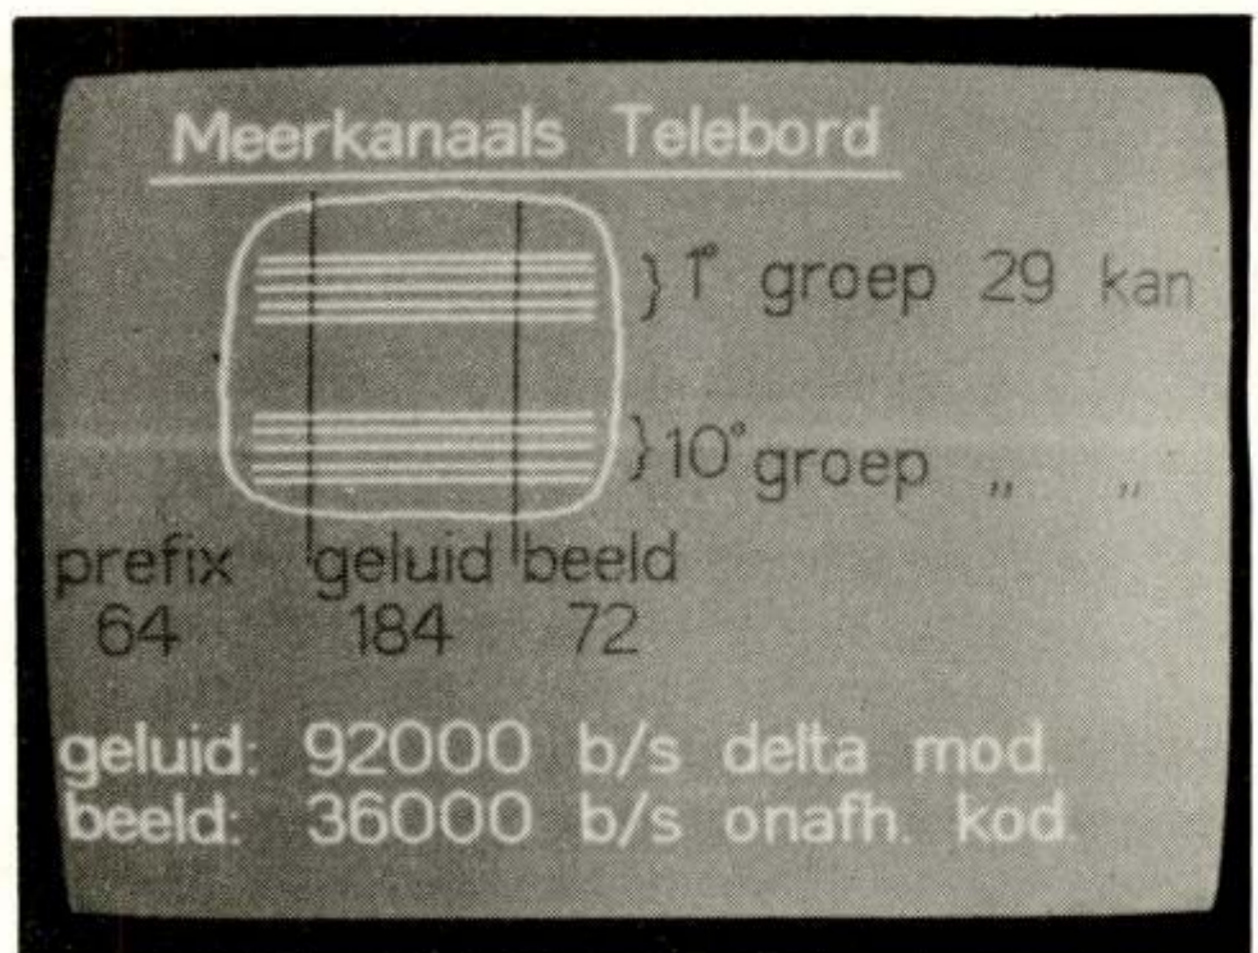 Meerkanaals Telebord
} 1° groep 29 kan
} 10° groep „ „
prefix geluid beeld
64 184 72
geluid: 92000 b/s delta mod.
beeld: 36000 b/s onafh. kod.